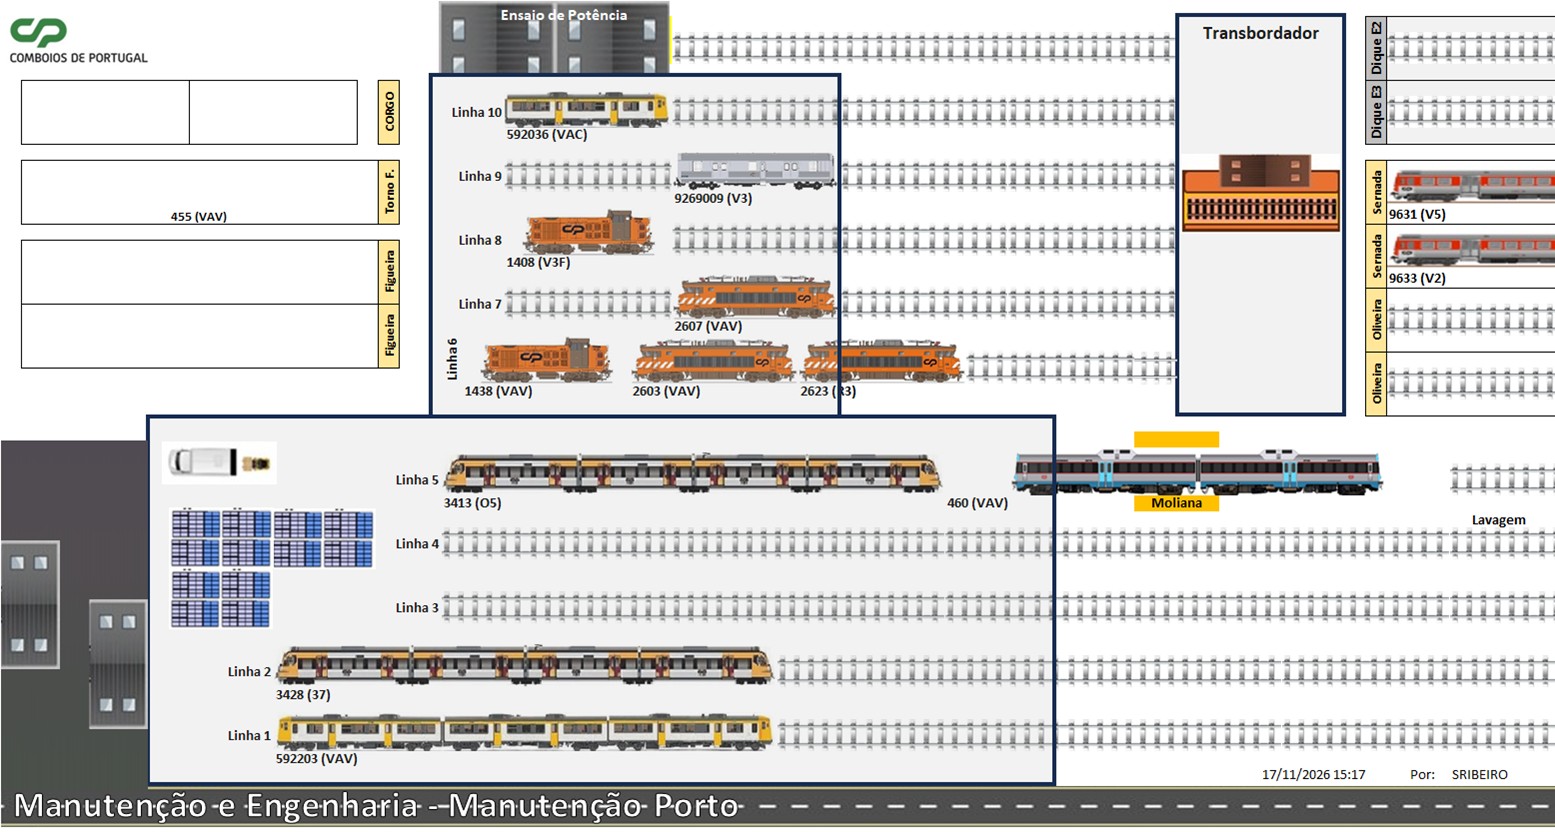 CP
COMBOIOS DE PORTUGAL
Ensaio de Potência
Transbordador
Dique E2
Dique E3
CORGO
Torno F.
455 (VAV)
Figueira
Figueira
Linha 10
592036 (VAC)
Linha 9
9269009 (V3)
Linha 8
1408 (V3F)
Linha 7
2607 (VAV)
Linha 6
1438 (VAV)
2603 (VAV)
2623 (R3)
Sernada
9631 (V5)
Sernada
9633 (V2)
Oliveira
Oliveira
Linha 5
3413 (O5)
460 (VAV)
Moliana
Lavagem
Linha 4
Linha 3
Linha 2
3428 (37)
Linha 1
592203 (VAV)
17/11/2026 15:17 Por: SRIBEIRO
Manutenção e Engenharia - Manutenção Porto